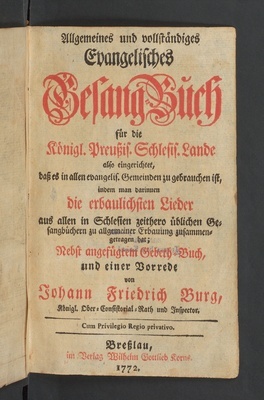 Allgemeines und vollständiges
Evangelisches
Gesang-Buch
für die
Königl. Preußis. Schlesis. Lande
also eingerichtet,
daß es in allen evangelis. Gemeinden zu gebrauchen ist,
indem man darinnen
die erbaulichsten Lieder
aus allen in Schlesien zeithero üblichen Ge-
sangbüchern zu allgemeiner Erbauung zusammen-
getragen hat;
Nebst angefügtem Gebeth-Buch,
und einer Vorrede
von
Johann Friedrich Burg,
Königl. Ober-Consistorial-Rath und Inspector.
Cum Privilegio Regio privativo.
Breßlau,
im Verlag Wilhelm Gottlieb Korns.
1772.